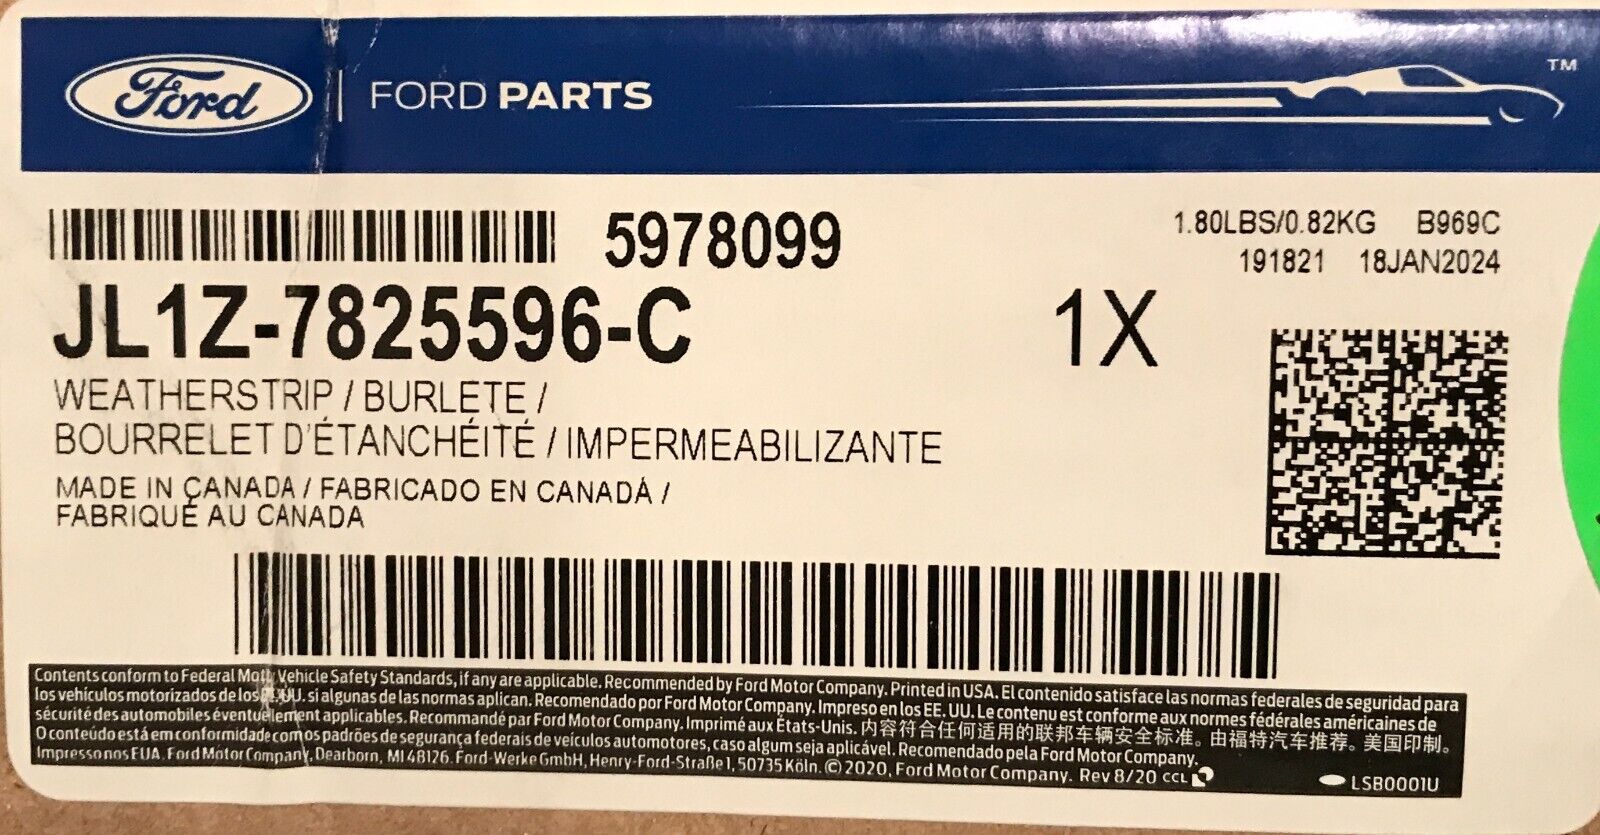 Ford | FORD PARTS TM
5978099
1.80LBS/0.82KG B969C
191821 18JAN2024
JL1Z-7825596-C 1X
WEATHERSTRIP / BURLETE /
BOURRELET D'ÉTANCHÉITÉ / IMPERMEABILIZANTE
MADE IN CANADA / FABRICADO EN CANADÁ /
FABRIQUÉ AU CANADA
Contents conform to Federal Motor Vehicle Safety Standards, if any are applicable. Recommended by Ford Motor Company. Printed in USA. El contenido satisface las normas federales de seguridad para
los vehículos motorizados de los EE.UU. si algunas de las normas aplican. Recomendado por Ford Motor Company. Impreso en los EE. UU. Le contenu est conforme aux normes fédérales américaines de
sécurité des automobiles éventuellement applicables. Recommandé par Ford Motor Company. Imprimé aux États-Unis. 内容符合任何适用的联邦车辆安全标准。由福特汽车推荐。美国印制。
O conteúdo está em conformidade com os padrões de segurança federais de veículos automotores, caso algum seja aplicável. Recomendado pela Ford Motor Company.
Impresso nos EUA. Ford Motor Company, Dearborn, MI 48126. Ford-Werke GmbH, Henry-Ford-Straße 1, 50735 Köln. © 2020, Ford Motor Company. Rev 8/20 CCL
LSB0001U